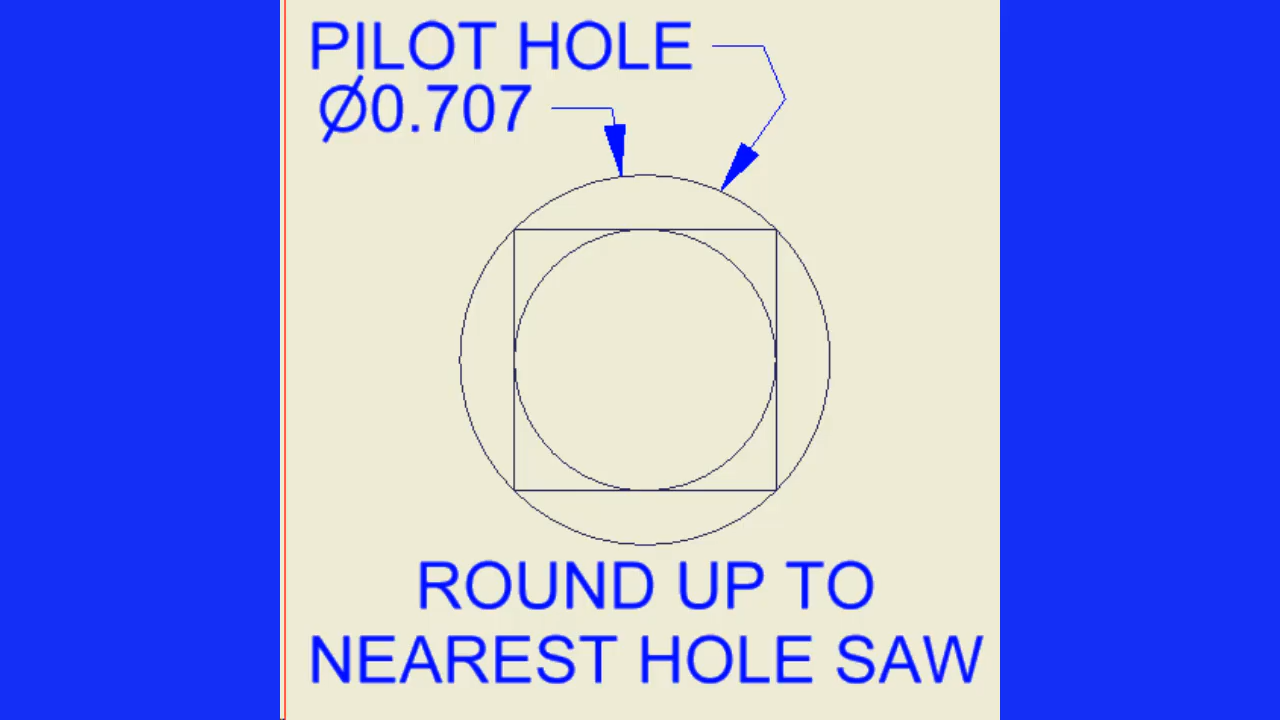 PILOT HOLE
Ø0.707
ROUND UP TO
NEAREST HOLE SAW